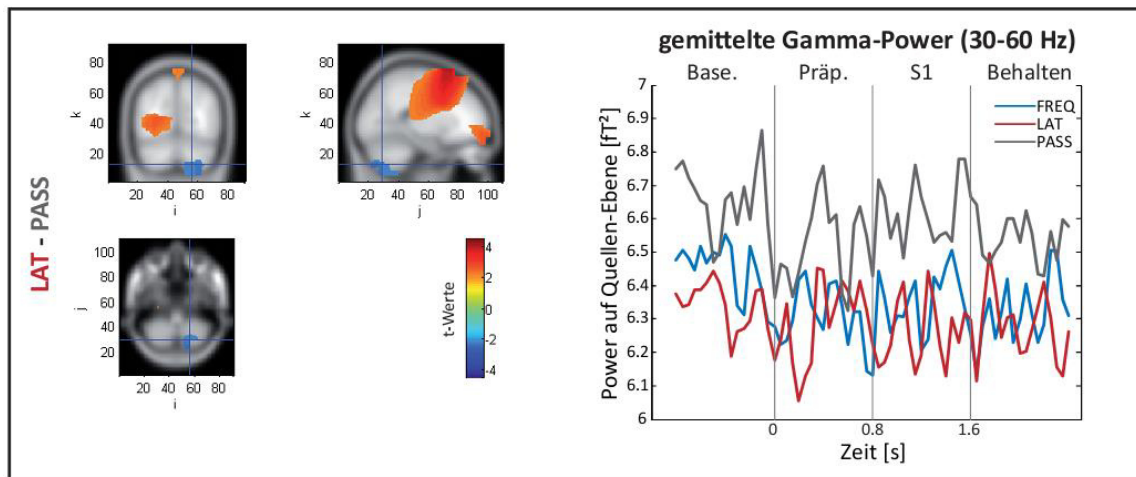 LAT - PASS
80
60
k
40
20
20 40 60 80
i
80
60
k
40
20
20 40 60 80 100
j
100
80
60
j
40
20
20 40 60 80
i
4
2
0
-2
-4
t-Werte
gemittelte Gamma-Power (30-60 Hz)
Base. Präp. S1 Behalten
7
6.9
6.8
6.7
6.6
6.5
6.4
6.3
6.2
6.1
6
Power auf Quellen-Ebene [fT²]
FREQ
LAT
PASS
0 0.8 1.6
Zeit [s]